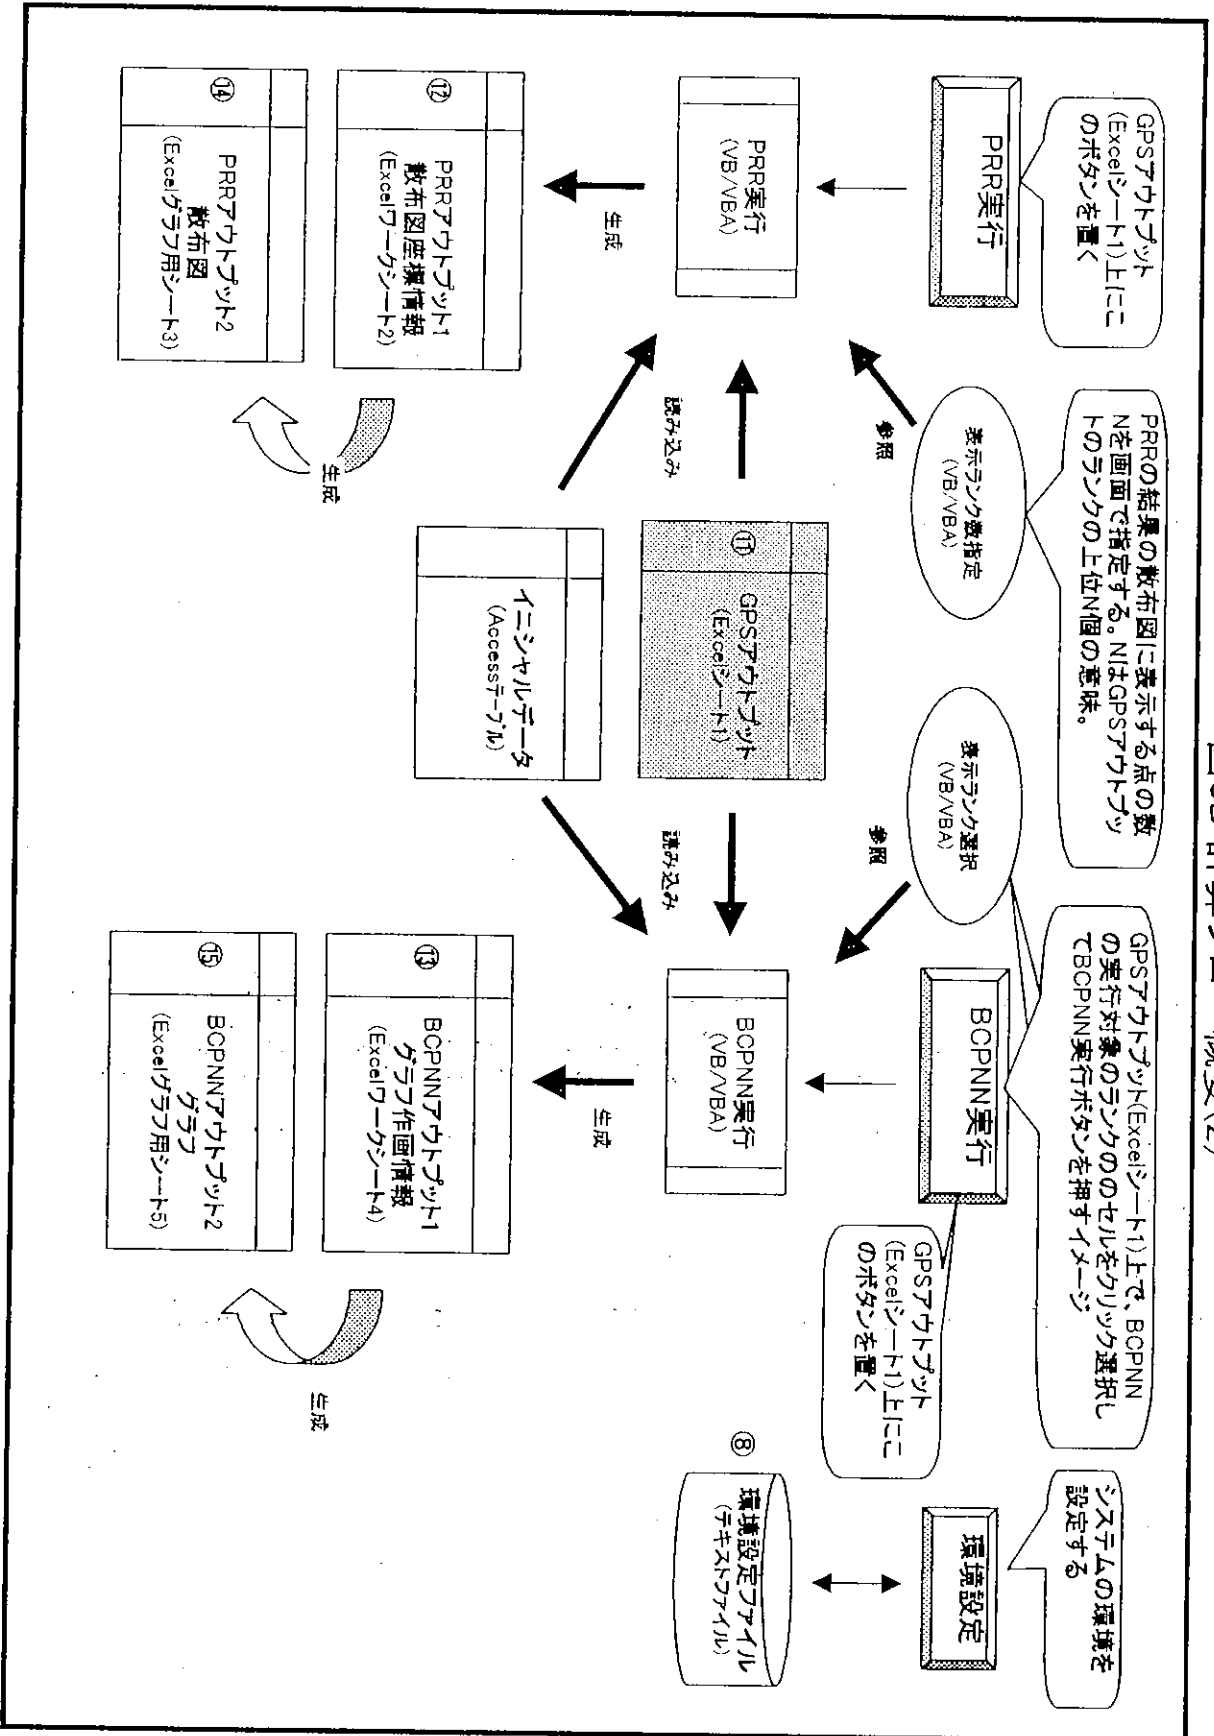 GPSアウトプット
(Excelシート1)上にこ
のボタンを置く
PRR実行
PRR実行
(VB/VBA)
生成
⑫
PRRアウトプット1
散布図座標情報
(Excelワークシート2)
⑭
PRRアウトプット2
散布図
(Excelグラフ用シート3)
生成
PRRの結果の散布図に表示する点の数
Nを画面で指定する。NはGPSアウトプッ
トのランクの上位N個の意味。
表示ランク数指定
(VB/VBA)
参照
読み込み
⑪
GPSアウトプット
(Excelシート1)
イニシャルデータ
(Accessテーブル)
表示ランク選択
(VB/VBA)
参照
読み込み
GPSアウトプット(Excelシート1)上で、BCPNN
の実行対象のランクののセルをクリック選択し
てBCPNN実行ボタンを押すイメージ
BCPNN実行
GPSアウトプット
(Excelシート1)上にこ
のボタンを置く
BCPNN実行
(VB/VBA)
生成
⑬
BCPNNアウトプット1
グラフ作画情報
(Excelワークシート4)
⑮
BCPNNアウトプット2
グラフ
(Excelグラフ用シート5)
生成
システムの環境を
設定する
環境設定
⑧
環境設定ファイル
(テキストファイル)